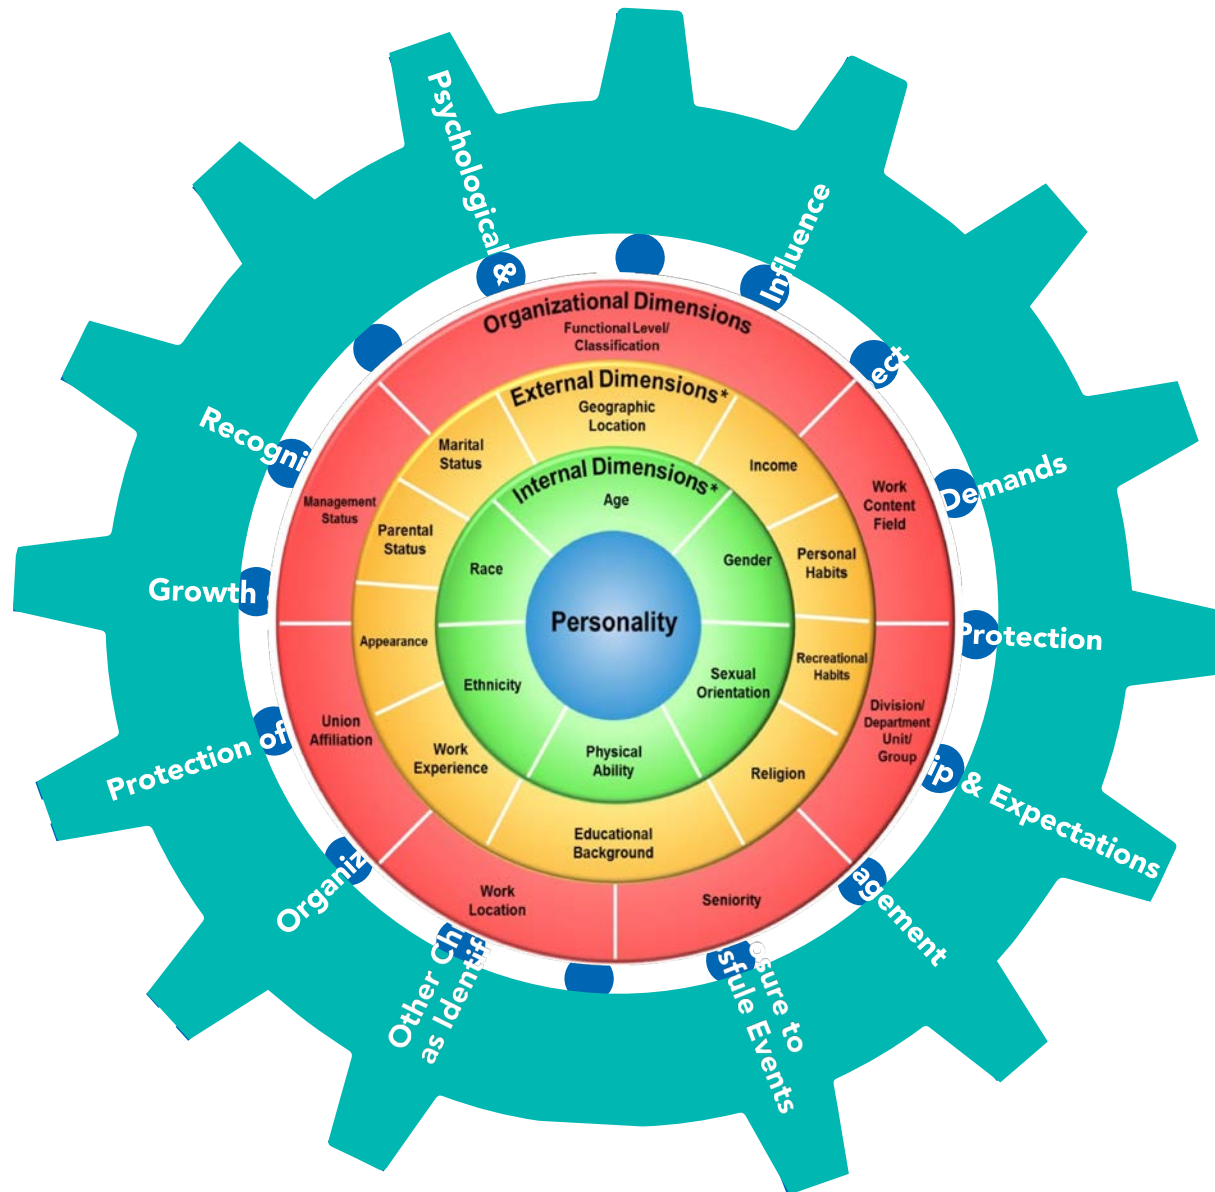 Psychological &
Influence
ect
Demands
Protection
ip & Expectations
agement
osure to
sfule Events
Other Ch
as Identif
Organiz
Protection of
Growth
Recogni
Organizational Dimensions
Functional Level/
Classification
Work
Content
Field
Division/
Department
Unit/
Group
Seniority
Work
Location
Union
Affiliation
Management
Status
External Dimensions*
Geographic
Location
Income
Personal
Habits
Recreational
Habits
Religion
Educational
Background
Work
Experience
Appearance
Parental
Status
Marital
Status
Internal Dimensions*
Age
Gender
Sexual
Orientation
Physical
Ability
Ethnicity
Race
Personality